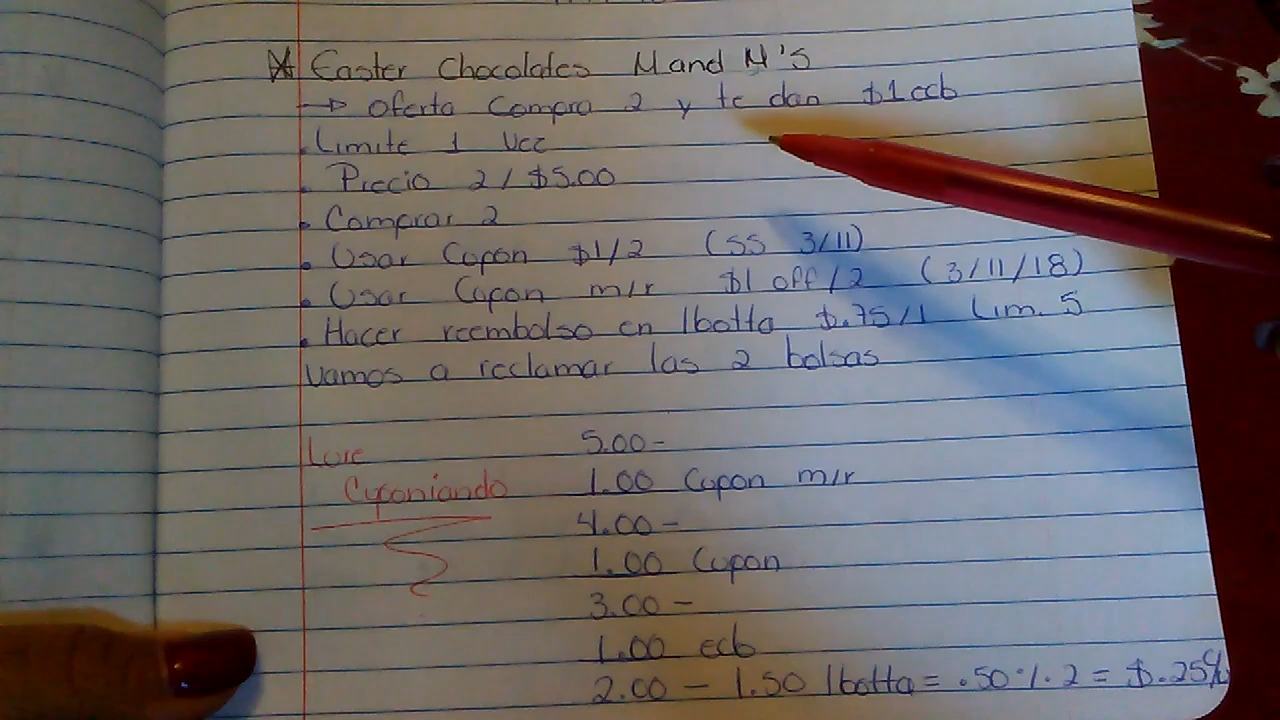 Easter Chocolates M and M's
→ Oferta Compra 2 y te dan $1 ecb
. Limite 1 Vez
. Precio 2/$5.00
. Comprar 2
. Usar Cupon $1/2 (SS 3/11)
. Usar Cupon m/r $1 off/2 (3/11/18)
. Hacer reembolso en Ibotta $.75/1 Lim. 5
Vamos a reclamar las 2 bolsas
Lore
Cuponiando
5.00-
1.00 Cupon m/r
4.00-
1.00 Cupon
3.00-
1.00 ecb
2.00 - 1.50 Ibotta = .50 % 2 = $.25¢